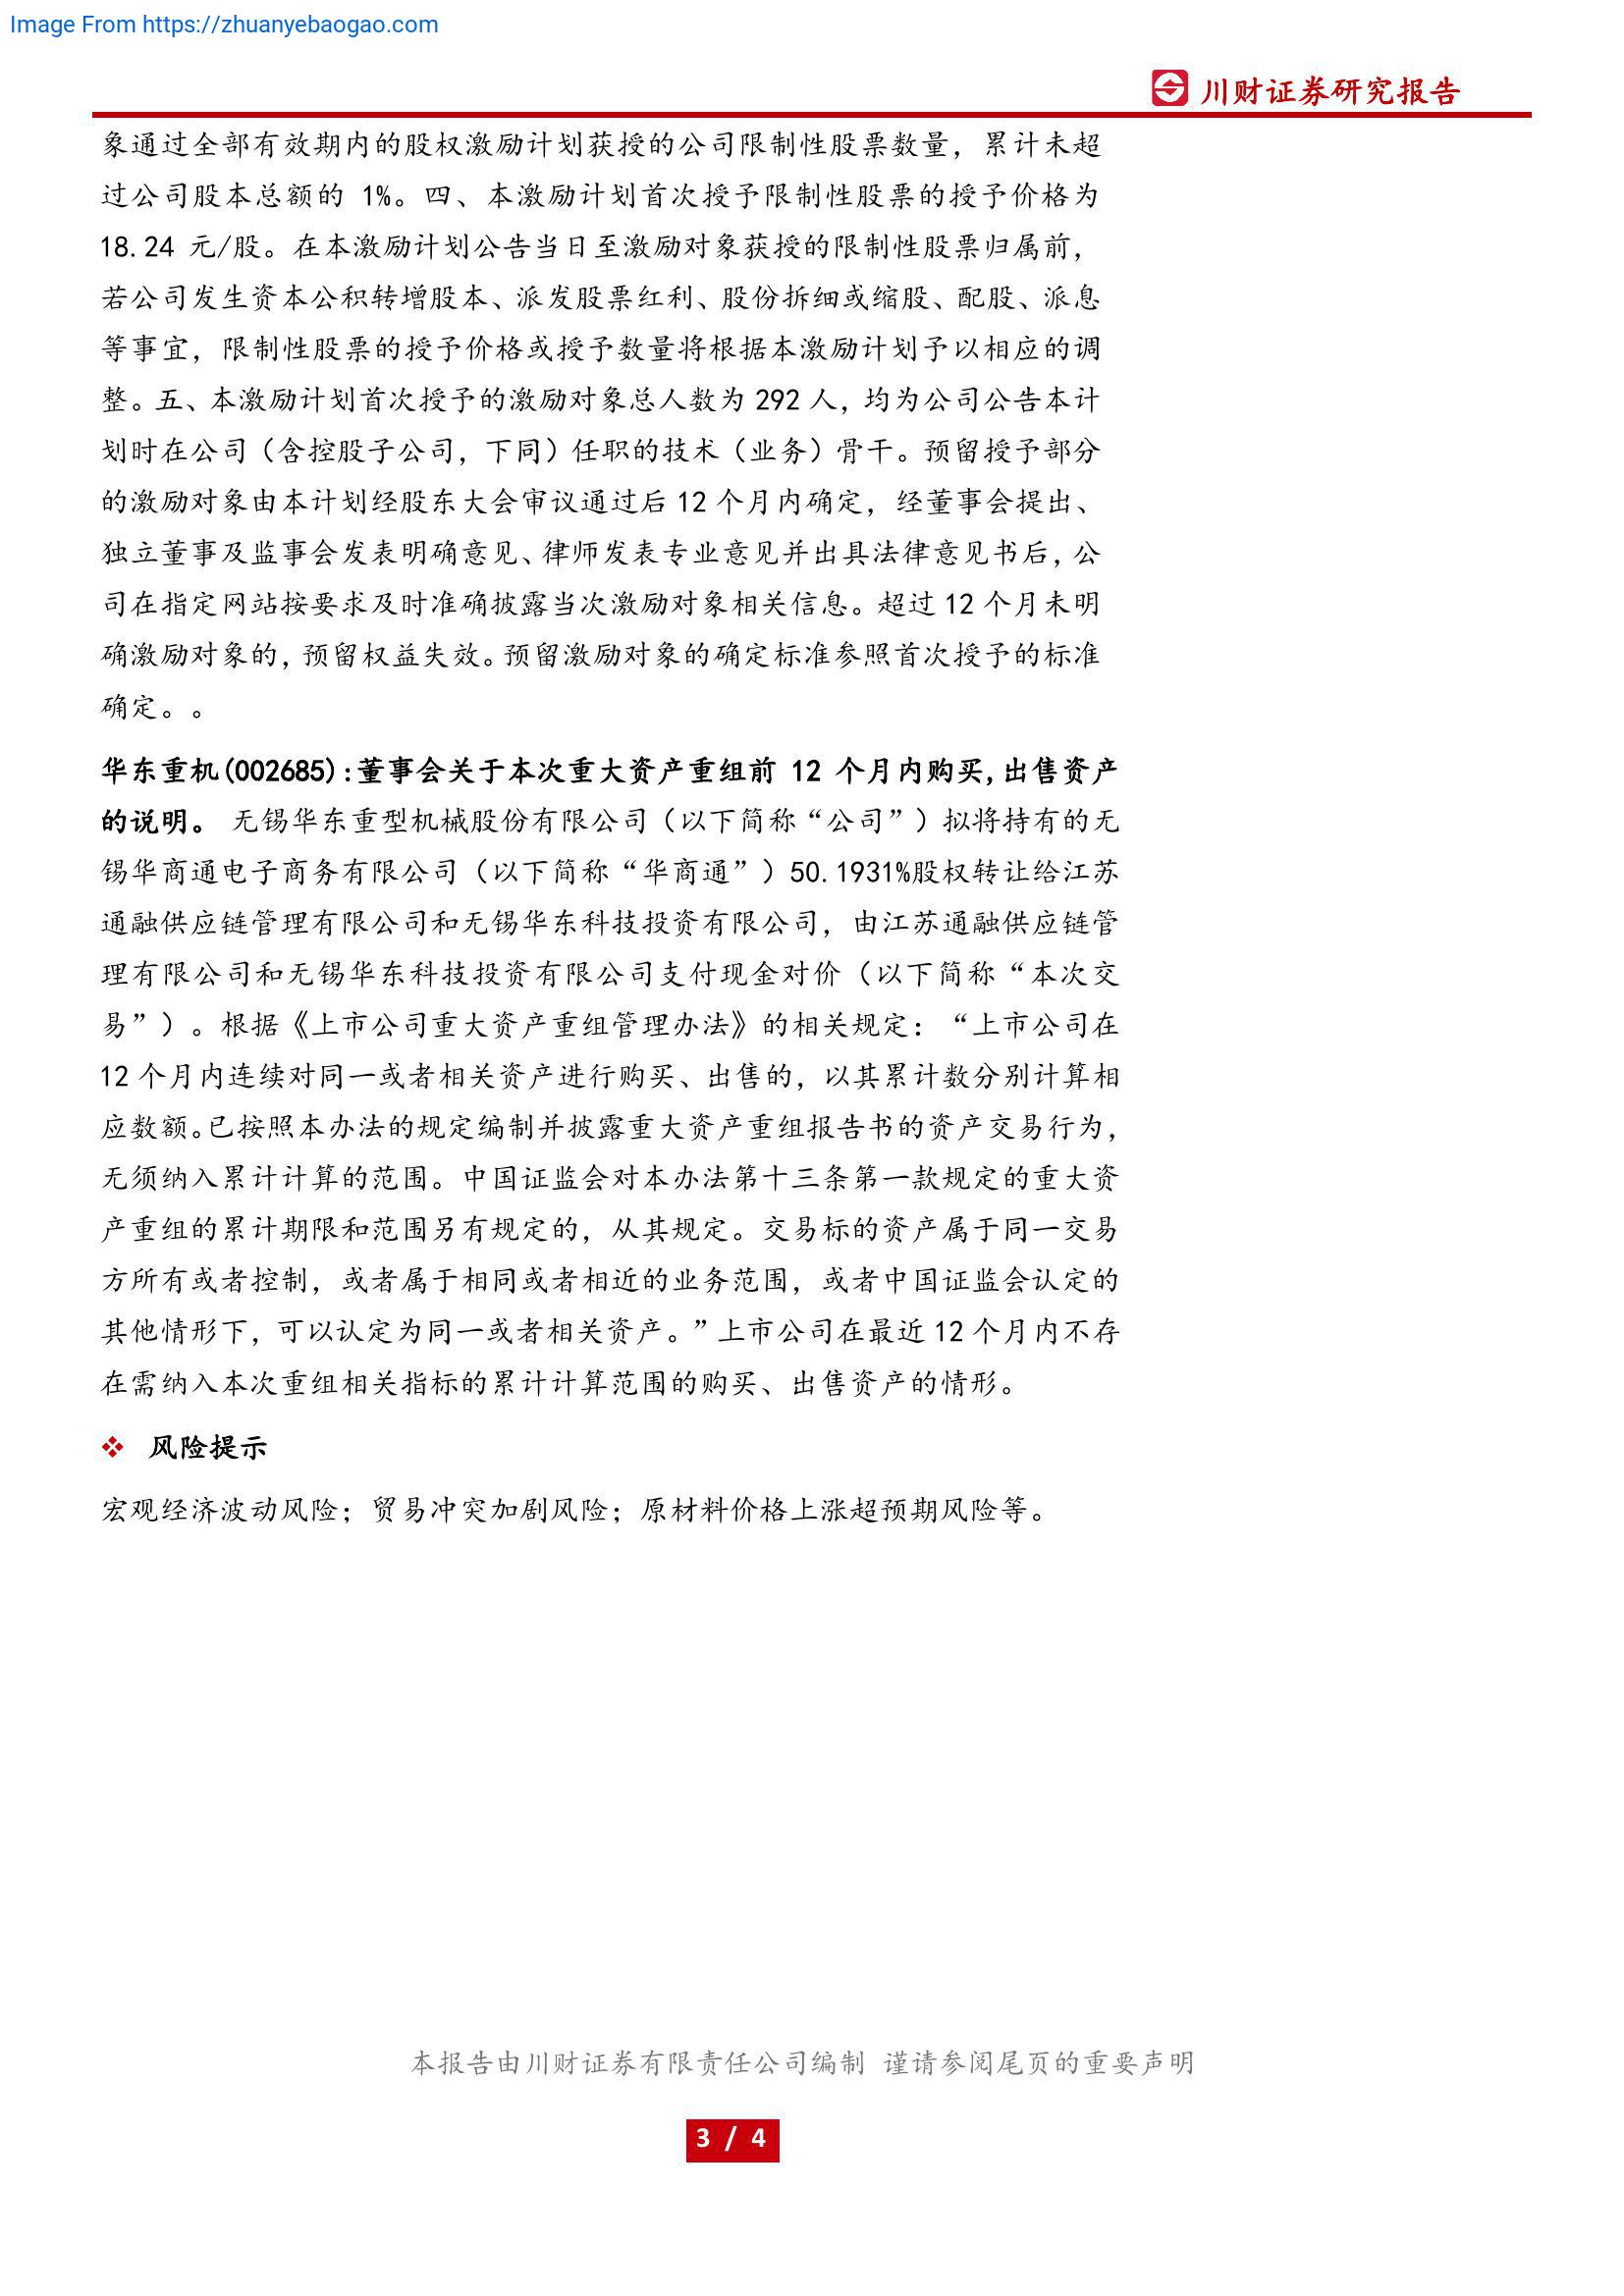 Image From https://zhuanyebaogao.com
川财证券研究报告
象通过全部有效期内的股权激励计划获授的公司限制性股票数量，累计未超
过公司股本总额的 1%。四、本激励计划首次授予限制性股票的授予价格为
18.24 元/股。在本激励计划公告当日至激励对象获授的限制性股票归属前，
若公司发生资本公积转增股本、派发股票红利、股份拆细或缩股、配股、派息
等事宜，限制性股票的授予价格或授予数量将根据本激励计划予以相应的调
整。五、本激励计划首次授予的激励对象总人数为 292 人，均为公司公告本计
划时在公司（含控股子公司，下同）任职的技术（业务）骨干。预留授予部分
的激励对象由本计划经股东大会审议通过后 12 个月内确定，经董事会提出、
独立董事及监事会发表明确意见、律师发表专业意见并出具法律意见书后，公
司在指定网站按要求及时准确披露当次激励对象相关信息。超过 12 个月未明
确激励对象的，预留权益失效。预留激励对象的确定标准参照首次授予的标准
确定。。
华东重机(002685):董事会关于本次重大资产重组前 12 个月内购买,出售资产
的说明。 无锡华东重型机械股份有限公司（以下简称“公司”）拟将持有的无
锡华商通电子商务有限公司（以下简称“华商通”）50.1931%股权转让给江苏
通融供应链管理有限公司和无锡华东科技投资有限公司，由江苏通融供应链管
理有限公司和无锡华东科技投资有限公司支付现金对价（以下简称“本次交
易”）。根据《上市公司重大资产重组管理办法》的相关规定：“上市公司在
12 个月内连续对同一或者相关资产进行购买、出售的，以其累计数分别计算相
应数额。已按照本办法的规定编制并披露重大资产重组报告书的资产交易行为，
无须纳入累计计算的范围。中国证监会对本办法第十三条第一款规定的重大资
产重组的累计期限和范围另有规定的，从其规定。交易标的资产属于同一交易
方所有或者控制，或者属于相同或者相近的业务范围，或者中国证监会认定的
其他情形下，可以认定为同一或者相关资产。”上市公司在最近 12 个月内不存
在需纳入本次重组相关指标的累计计算范围的购买、出售资产的情形。
❖ 风险提示
宏观经济波动风险；贸易冲突加剧风险；原材料价格上涨超预期风险等。
本报告由川财证券有限责任公司编制 谨请参阅尾页的重要声明
3 / 4